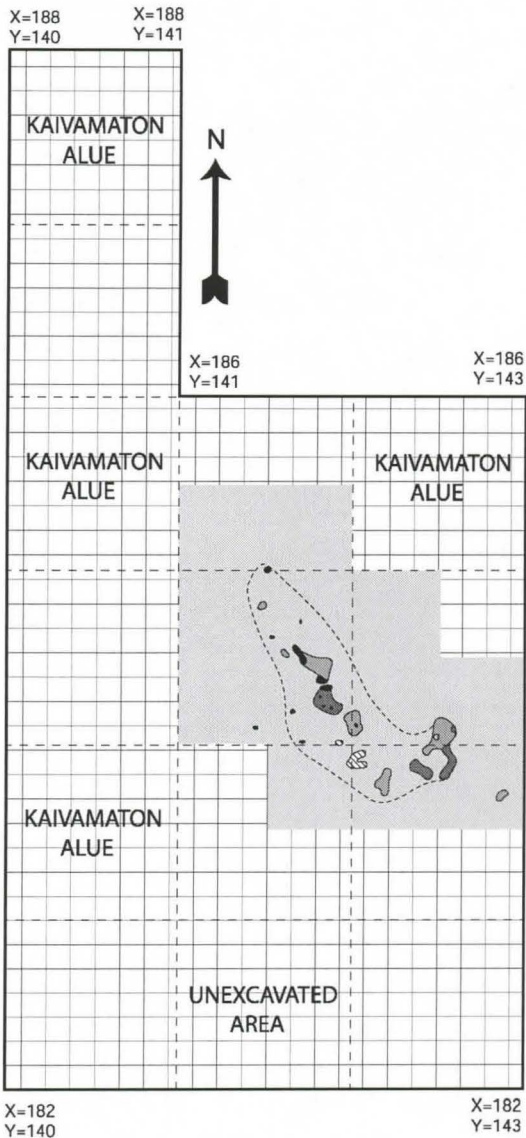 X=188
Y=140
X=188
Y=141
KAIVAMATON
ALUE
N
X=186
Y=141
X=186
Y=143
KAIVAMATON
ALUE
KAIVAMATON
ALUE
KAIVAMATON
ALUE
UNEXCAVATED
AREA
X=182
Y=140
X=182
Y=143